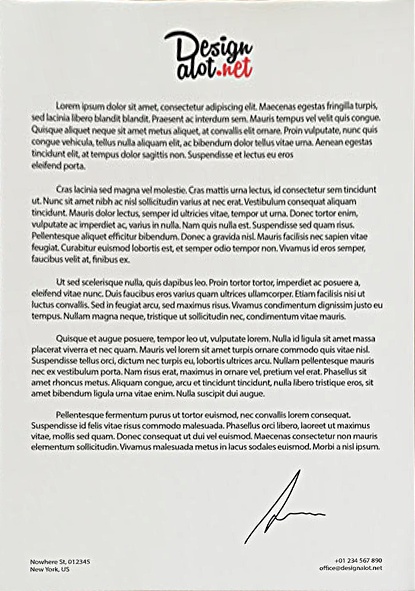 Design
alot.net
Lorem ipsum dolor sit amet, consectetur adipiscing elit. Maecenas egestas fringilla turpis,
sed lacinia libero blandit blandit. Praesent ac interdum sem. Mauris tempus vel velit quis congue.
Quisque aliquet neque sit amet metus aliquet, at convallis elit ornare. Proin vulputate, nunc quis
congue vehicula, tellus nulla aliquam elit, ac bibendum dolor tellus vitae urna. Aenean egestas
tincidunt elit, at tempus dolor sagittis non. Suspendisse et lectus eu eros
eleifend porta.
Cras lacinia sed magna vel molestie. Cras mattis urna lectus, id consectetur sem tincidunt
ut. Nunc sit amet nibh ac nisl sollicitudin varius at nec erat. Vestibulum consequat aliquam
tincidunt. Mauris dolor lectus, semper id ultricies vitae, tempor ut urna. Donec tortor enim,
vulputate ac imperdiet ac, varius in nulla. Nam quis nulla est. Suspendisse sed quam risus.
Pellentesque aliquet efficitur bibendum. Donec a gravida nisl. Mauris facilisis nec sapien vitae
feugiat. Curabitur euismod lobortis est, et semper odio tempor non. Vivamus id eros semper,
faucibus velit at, finibus ex.
Ut sed scelerisque nulla, quis dapibus leo. Proin tortor tortor, imperdiet ac posuere a,
eleifend vitae nunc. Duis faucibus eros varius quam ultrices ullamcorper. Etiam facilisis nisi ut
luctus convallis. Sed in feugiat arcu, sed maximus risus. Vivamus condimentum dignissim justo eu
tempus. Nullam magna neque, tristique ut sollicitudin nec, condimentum vitae mauris.
Quisque et augue posuere, tempor leo ut, vulputate lorem. Nulla id ligula sit amet massa
placerat viverra et nec quam. Mauris vel lorem sit amet turpis ornare commodo quis vitae nisl.
Suspendisse tellus orci, dictum nec turpis eu, lobortis ultrices arcu. Nullam pellentesque mauris
nec ex vestibulum porta. Nam risus erat, maximus in ornare vel, pretium vel erat. Phasellus sit
amet rhoncus metus. Aliquam congue, arcu et tincidunt tincidunt, nulla libero tristique eros, sit
amet bibendum ligula urna vitae enim. Nulla suscipit dui augue.
Pellentesque fermentum purus ut tortor euismod, nec convallis lorem consequat.
Suspendisse id felis vitae risus commodo malesuada. Phasellus orci libero, laoreet ut maximus
vitae, mollis sed quam. Donec consequat ut dui vel euismod. Maecenas consectetur non mauris
elementum sollicitudin. Vivamus malesuada metus in lacus sodales euismod. Morbi a nisl ipsum.
Nowhere St, 012345
New York, US
+01 234 567 890
office@designalot.net